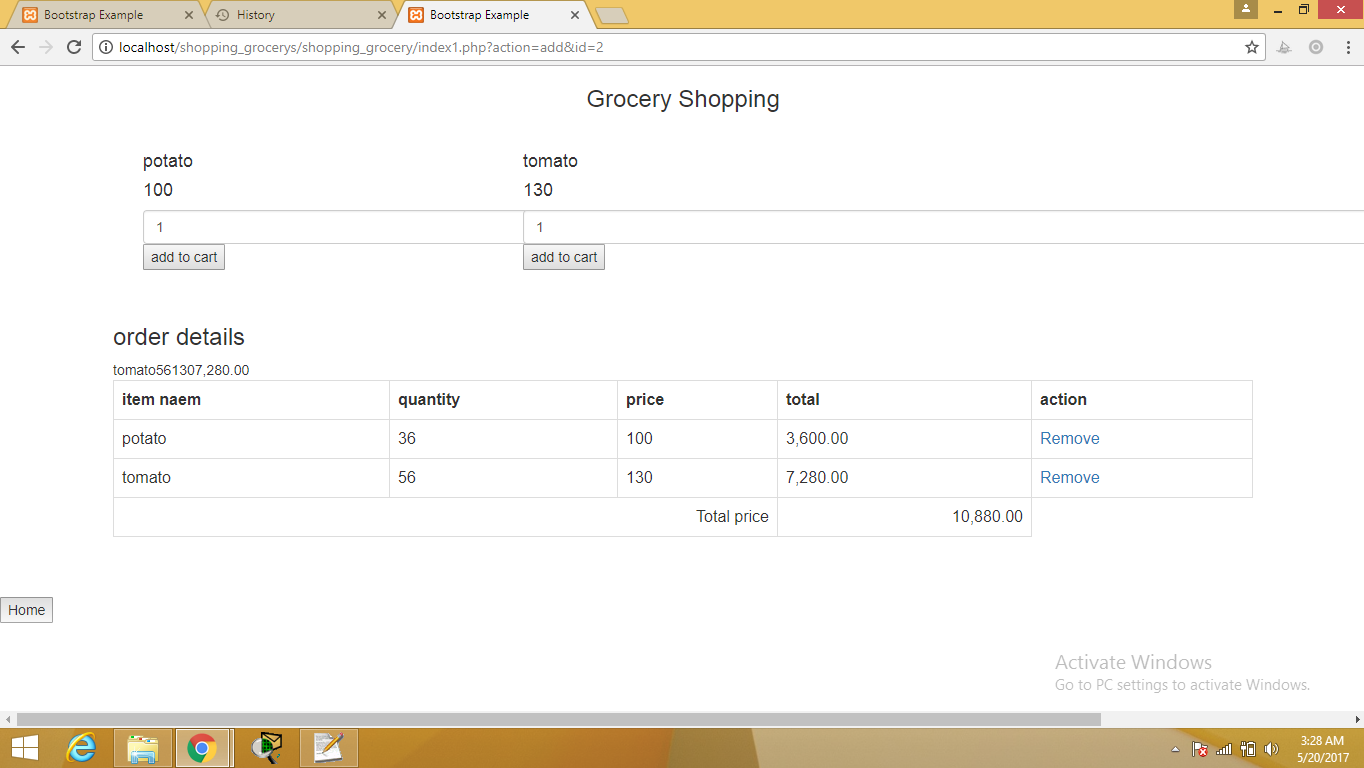 Bootstrap Example
History
Bootstrap Example
localhost/shopping_grocerys/shopping_grocery/index1.php?action=add&id=2
Grocery Shopping
potato
tomato
100
130
1
1
add to cart
add to cart
order details
tomato561307,280.00
item naem quantity price total action
potato 36 100 3,600.00 Remove
tomato 56 130 7,280.00 Remove
Total price 10,880.00
Home
Activate Windows
Go to PC settings to activate Windows.
3:28 AM
5/20/2017